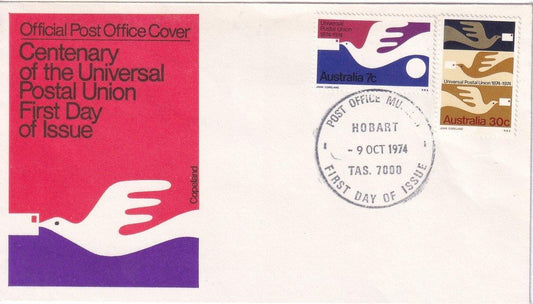 Official Post Office Cover
Centenary
of the Universal
Postal Union
First Day
of Issue
Copeland
Universal
Postal Union
1874-1974
Australia 7c
JOHN COPELAND
Universal Postal Union 1874-1974
Australia 30c
JOHN COPELAND
POST OFFICE
HOBART
- 9 OCT 1974
TAS. 7000
FIRST DAY OF ISSUE